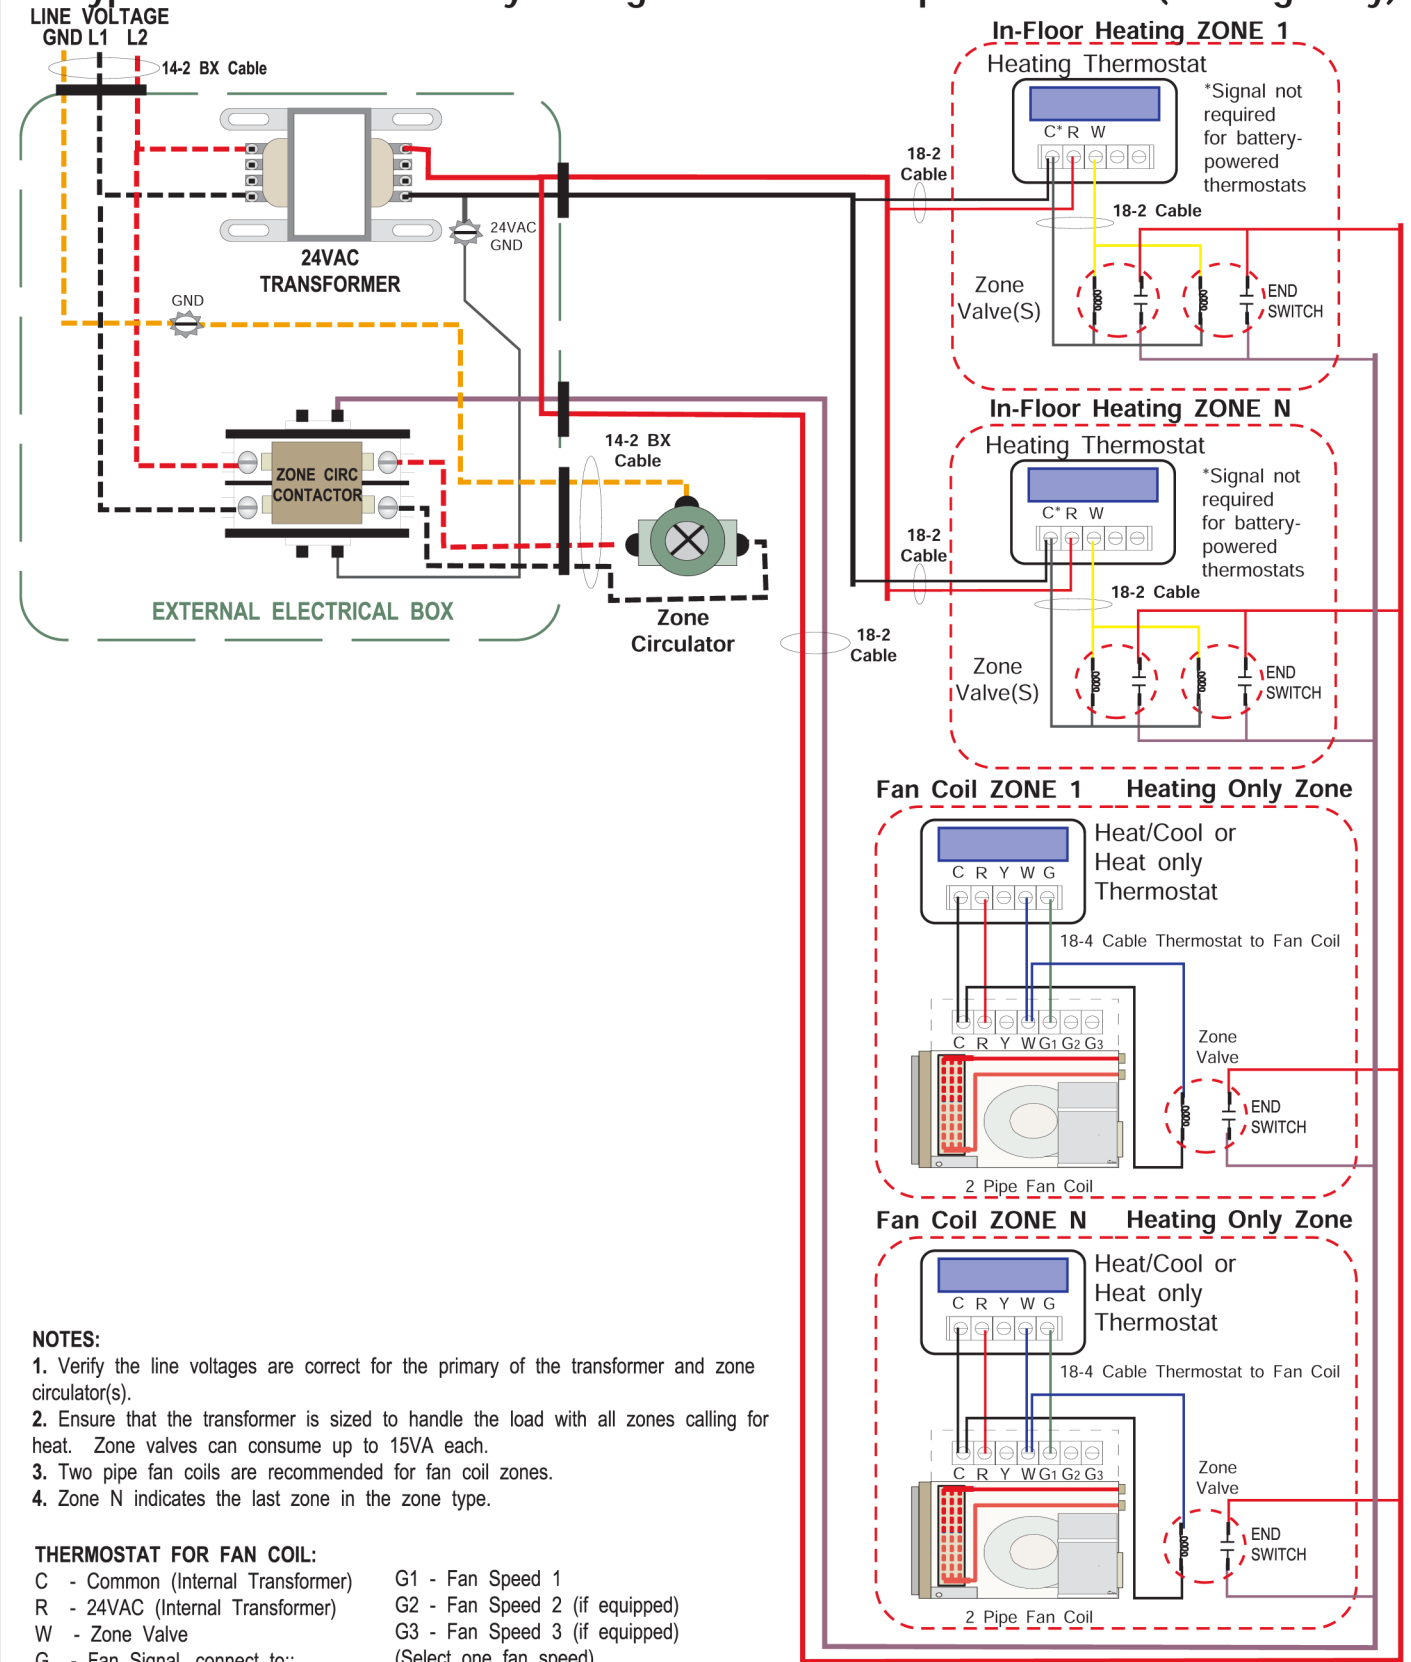 LINE VOLTAGE
GND L1 L2
14-2 BX Cable
24VAC
TRANSFORMER
24VAC
GND
GND
ZONE CIRC
CONTACTOR
14-2 BX
Cable
Zone
Circulator
EXTERNAL ELECTRICAL BOX
18-2
Cable
18-2
Cable
18-2
Cable
In-Floor Heating ZONE 1
Heating Thermostat
C* R W
*Signal not
required
for battery-
powered
thermostats
18-2 Cable
Zone
Valve(S)
END
SWITCH
In-Floor Heating ZONE N
Heating Thermostat
C* R W
*Signal not
required
for battery-
powered
thermostats
18-2 Cable
Zone
Valve(S)
END
SWITCH
Fan Coil ZONE 1 Heating Only Zone
C R Y W G
Heat/Cool or
Heat only
Thermostat
18-4 Cable Thermostat to Fan Coil
C R Y W G1 G2 G3
Zone
Valve
END
SWITCH
2 Pipe Fan Coil
Fan Coil ZONE N Heating Only Zone
C R Y W G
Heat/Cool or
Heat only
Thermostat
18-4 Cable Thermostat to Fan Coil
C R Y W G1 G2 G3
Zone
Valve
END
SWITCH
2 Pipe Fan Coil
NOTES:
1. Verify the line voltages are correct for the primary of the transformer and zone
circulator(s).
2. Ensure that the transformer is sized to handle the load with all zones calling for
heat. Zone valves can consume up to 15VA each.
3. Two pipe fan coils are recommended for fan coil zones.
4. Zone N indicates the last zone in the zone type.
THERMOSTAT FOR FAN COIL:
C - Common (Internal Transformer)
R - 24VAC (Internal Transformer)
W - Zone Valve
G - Fan Signal, connect to::
G1 - Fan Speed 1
G2 - Fan Speed 2 (if equipped)
G3 - Fan Speed 3 (if equipped)
(Select one fan speed)